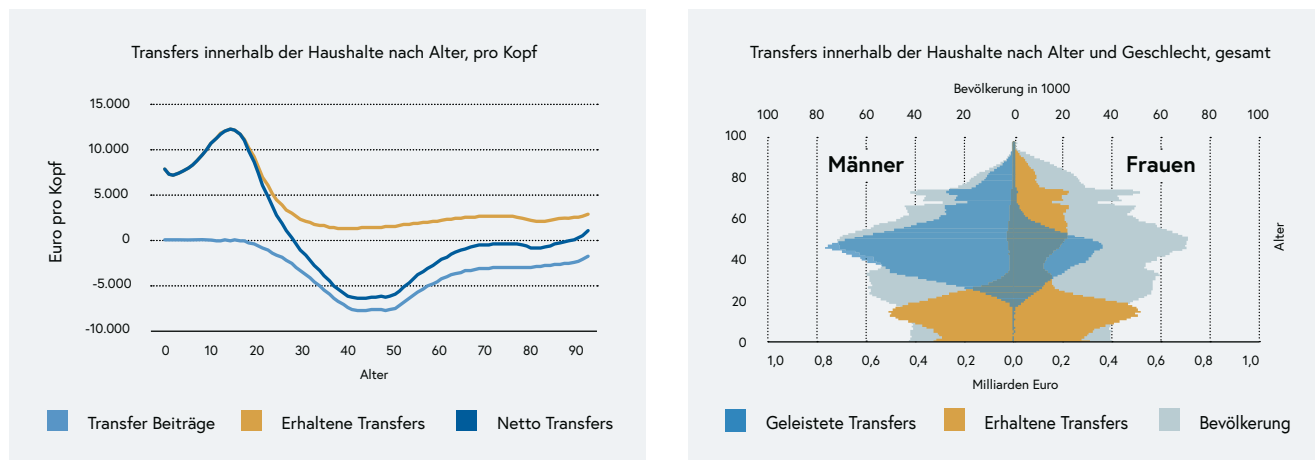 Transfers innerhalb der Haushalte nach Alter, pro Kopf
Euro pro Kopf
15.000
10.000
5.000
0
-5.000
-10.000
0 10 20 30 40 50 60 70 80 90
Alter
Transfer Beiträge Erhaltene Transfers Netto Transfers
Transfers innerhalb der Haushalte nach Alter und Geschlecht, gesamt
Bevölkerung in 1000
100 80 60 40 20 0 20 40 60 80 100
100
80
60
40
20
0
Männer Frauen
Alter
1,0 0,8 0,6 0,4 0,2 0,0 0,2 0,4 0,6 0,8 1,0
Milliarden Euro
Geleistete Transfers Erhaltene Transfers Bevölkerung